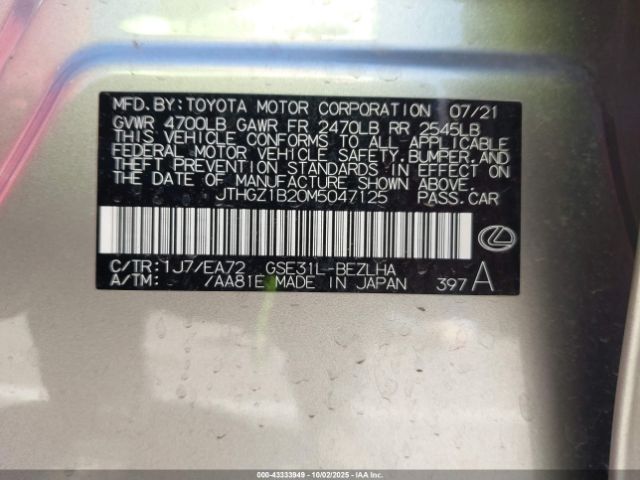 MFD. BY: TOYOTA MOTOR CORPORATION 07/21
GVWR 4700LB GAWR FR 2470LB RR 2545LB
THIS VEHICLE CONFORMS TO ALL APPLICABLE
FEDERAL MOTOR VEHICLE SAFETY, BUMPER, AND
THEFT PREVENTION STANDARDS IN EFFECT ON
THE DATE OF MANUFACTURE SHOWN ABOVE.
JTHGZ1B20M5047125 PASS. CAR
C/TR: 1J7/EA72 GSE31L-BEZLHA
A/TM: /AA81E MADE IN JAPAN 397 A
000-43333949 | 10/02/2025 | IAA Inc.